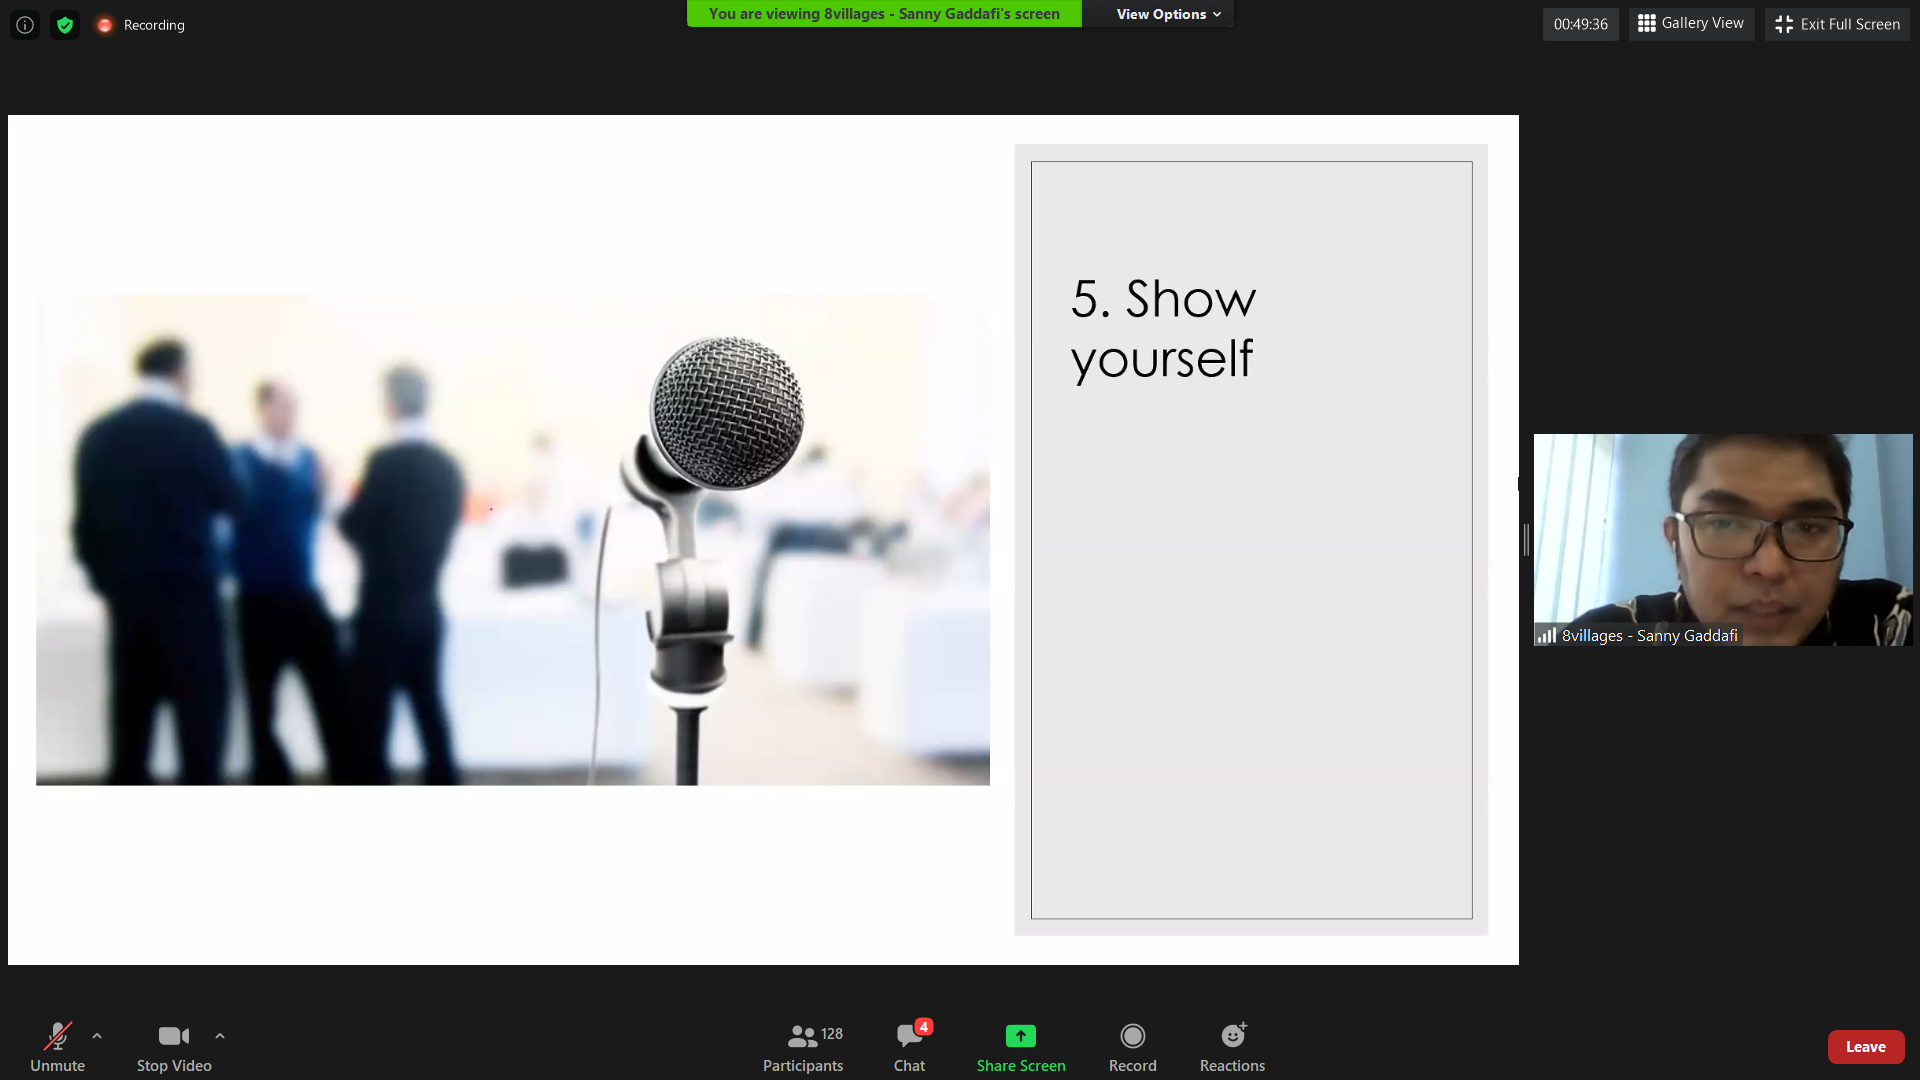 Recording
You are viewing 8villages - Sanny Gaddafi's screen
View Options
00:49:36
Gallery View
Exit Full Screen
5. Show
yourself
8villages - Sanny Gaddafi
Unmute
Stop Video
128
Participants
4
Chat
Share Screen
Record
Reactions
Leave